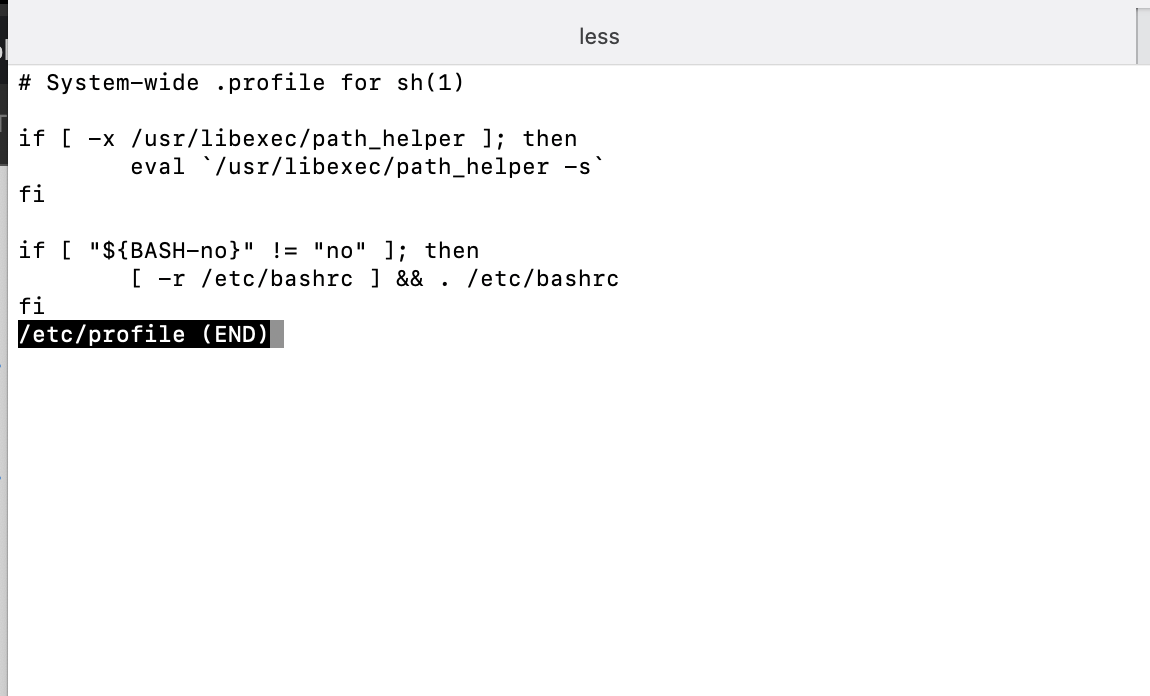 less
# System-wide .profile for sh(1)

if [ -x /usr/libexec/path_helper ]; then
        eval `/usr/libexec/path_helper -s`
fi

if [ "${BASH-no}" != "no" ]; then
        [ -r /etc/bashrc ] && . /etc/bashrc
fi
/etc/profile (END)